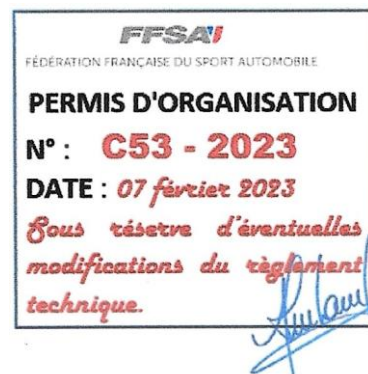 FFSA
FÉDÉRATION FRANÇAISE DU SPORT AUTOMOBILE
PERMIS D'ORGANISATION
N° : C53 - 2023
DATE : 07 février 2023
Sous réserve d'éventuelles
modifications du règlement
technique.